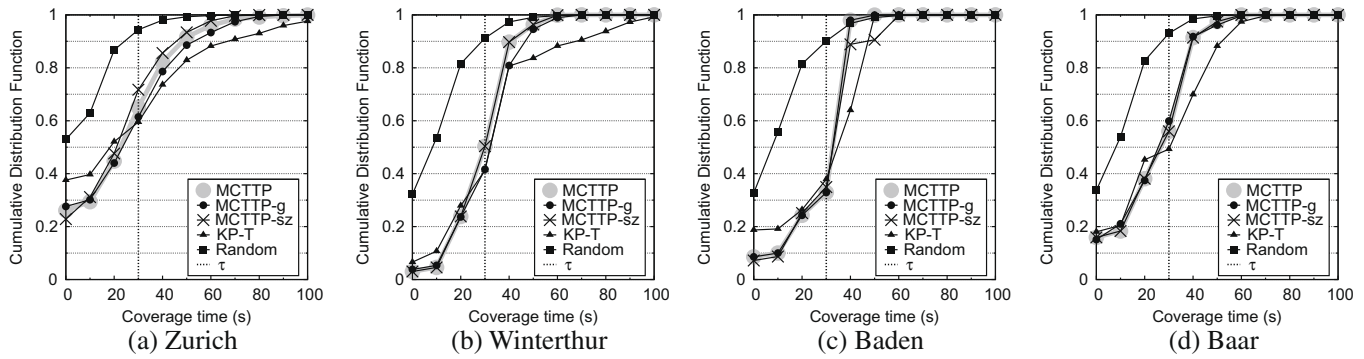 Cumulative Distribution Function
1
0.8
0.6
0.4
0.2
0
MCTTP
MCTTP-g
MCTTP-sz
KP-T
Random
τ
0 20 40 60 80 100
Coverage time (s)
(a) Zurich
Cumulative Distribution Function
1
0.8
0.6
0.4
0.2
0
MCTTP
MCTTP-g
MCTTP-sz
KP-T
Random
τ
0 20 40 60 80 100
Coverage time (s)
(b) Winterthur
Cumulative Distribution Function
1
0.8
0.6
0.4
0.2
0
MCTTP
MCTTP-g
MCTTP-sz
KP-T
Random
τ
0 20 40 60 80 100
Coverage time (s)
(c) Baden
Cumulative Distribution Function
1
0.8
0.6
0.4
0.2
0
MCTTP
MCTTP-g
MCTTP-sz
KP-T
Random
τ
0 20 40 60 80 100
Coverage time (s)
(d) Baar